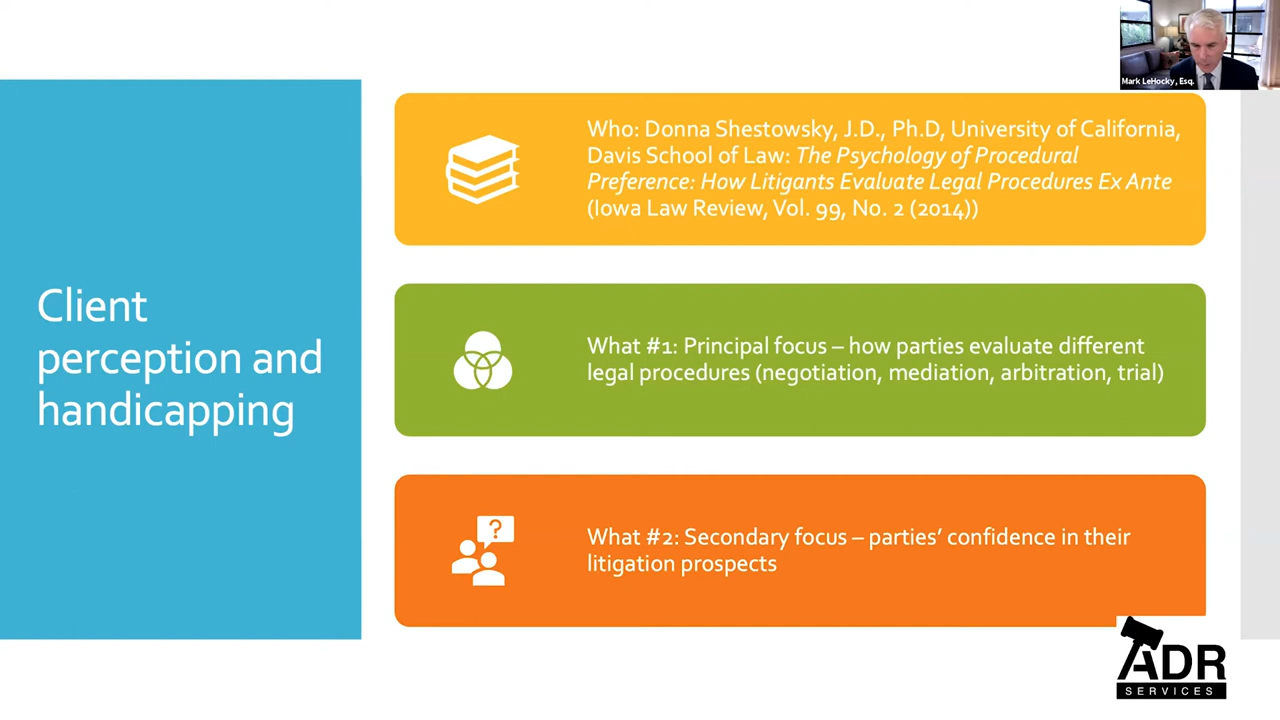 Mark LeHocky, Esq.
Client
perception and
handicapping
Who: Donna Shestowsky, J.D., Ph.D, University of California,
Davis School of Law: The Psychology of Procedural
Preference: How Litigants Evaluate Legal Procedures Ex Ante
(Iowa Law Review, Vol. 99, No. 2 (2014))
What #1: Principal focus – how parties evaluate different
legal procedures (negotiation, mediation, arbitration, trial)
?
What #2: Secondary focus – parties’ confidence in their
litigation prospects
ADR
SERVICES